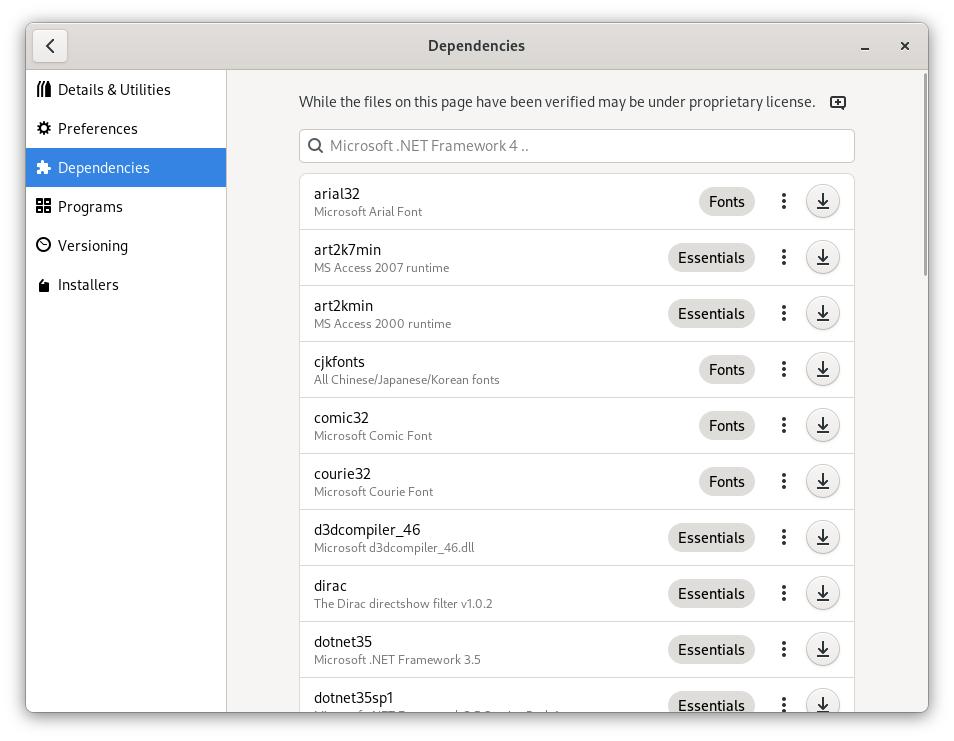 Dependencies
Details & Utilities
Preferences
Dependencies
Programs
Versioning
Installers
While the files on this page have been verified may be under proprietary license.
Microsoft .NET Framework 4 ..
arial32
Microsoft Arial Font
Fonts
art2k7min
MS Access 2007 runtime
Essentials
art2kmin
MS Access 2000 runtime
Essentials
cjkfonts
All Chinese/Japanese/Korean fonts
Fonts
comic32
Microsoft Comic Font
Fonts
courie32
Microsoft Courie Font
Fonts
d3dcompiler_46
Microsoft d3dcompiler_46.dll
Essentials
dirac
The Dirac directshow filter v1.0.2
Essentials
dotnet35
Microsoft .NET Framework 3.5
Essentials
dotnet35sp1
Essentials